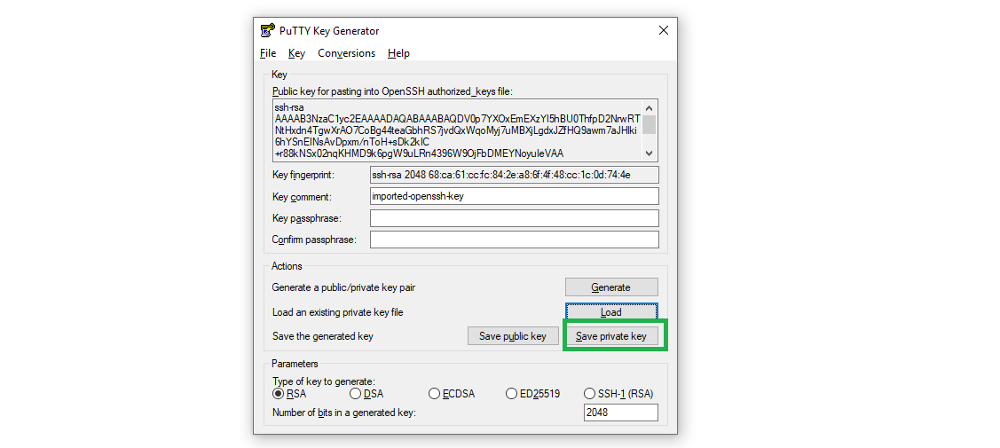 PuTTY Key Generator
File Key Conversions Help
Key
Public key for pasting into OpenSSH authorized_keys file:
ssh-rsa
AAAAB3NzaC1yc2EAAAADAQABAAABAQDV0p7YXOxEmEXzYI5hBU0ThfpD2NrwRT
NtHxdn4TgwXrAO7CoBg44teaGbhRS7jvdQxWqoMyj7uMBXjLgdxJZfHQ9awm7aJHlki
6hYSnEINsAvDpxm/nToH+sDk2kIC
+r88kNSx02nqKHMD9k6pgW9uLRn4396W9OjFbDMEYNoyuleVAA
Key fingerprint: ssh-rsa 2048 68:ca:61:cc:fc:84:2e:a8:6f:4f:48:cc:1c:0d:74:4e
Key comment: imported-openssh-key
Key passphrase:
Confirm passphrase:
Actions
Generate a public/private key pair Generate
Load an existing private key file Load
Save the generated key Save public key Save private key
Parameters
Type of key to generate:
RSA DSA ECDSA ED25519 SSH-1 (RSA)
Number of bits in a generated key: 2048